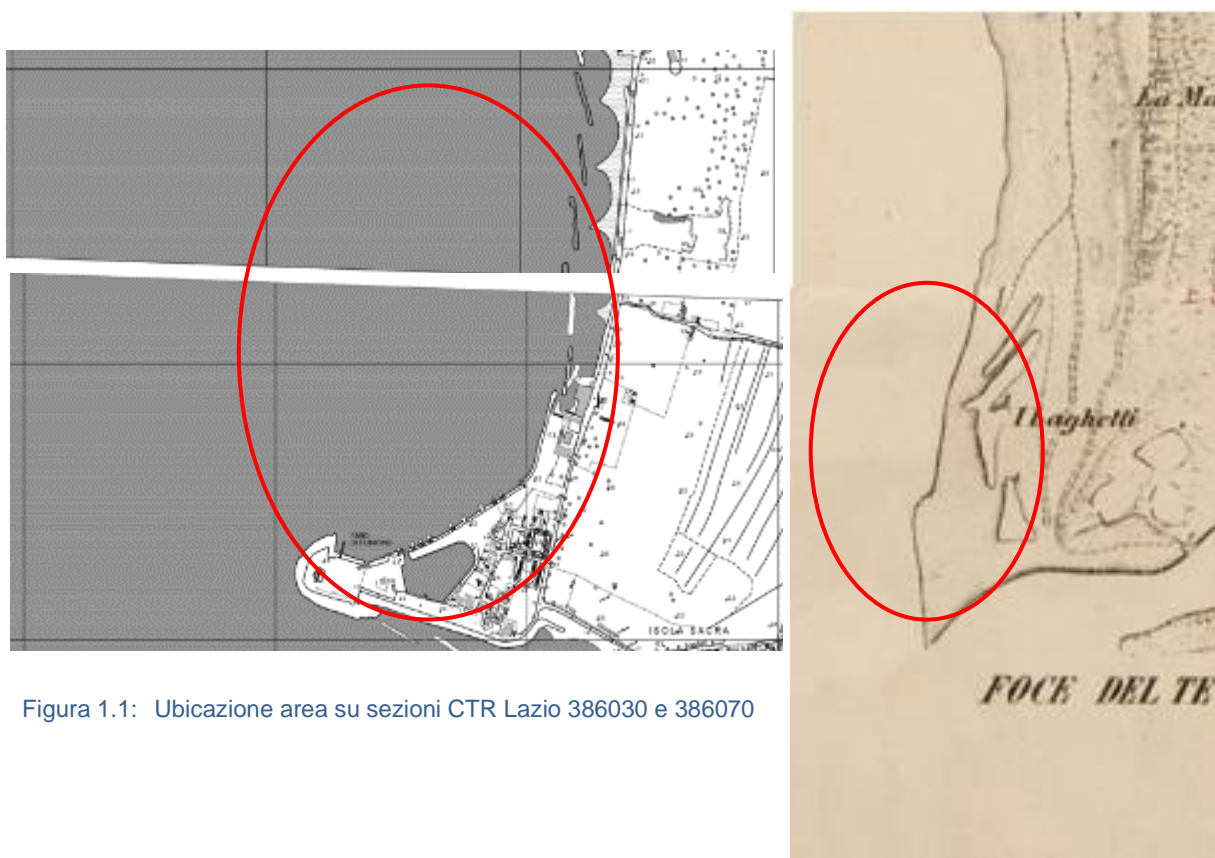 ISOLA SACRA
Figura 1.1: Ubicazione area su sezioni CTR Lazio 386030 e 386070
La Ma
I Laghetti
FOCE DEL TE